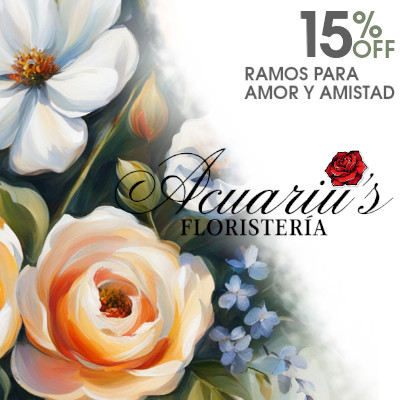 15% OFF
RAMOS PARA
AMOR Y AMISTAD
Acuariu's
FLORISTERÍA